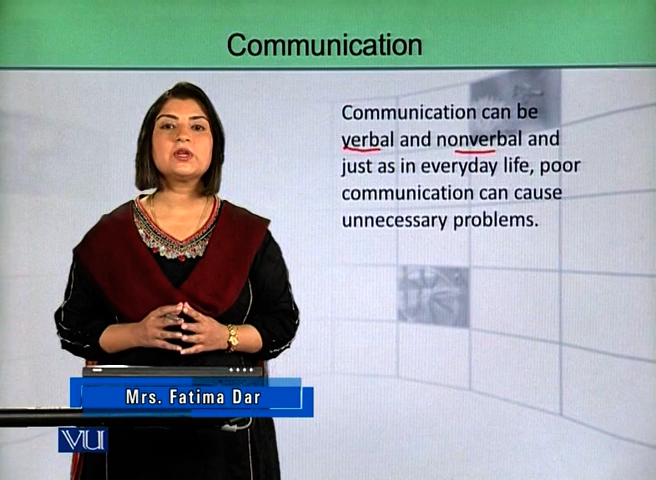 Communication
Communication can be
verbal and nonverbal and
just as in everyday life, poor
communication can cause
unnecessary problems.
Mrs. Fatima Dar
VU